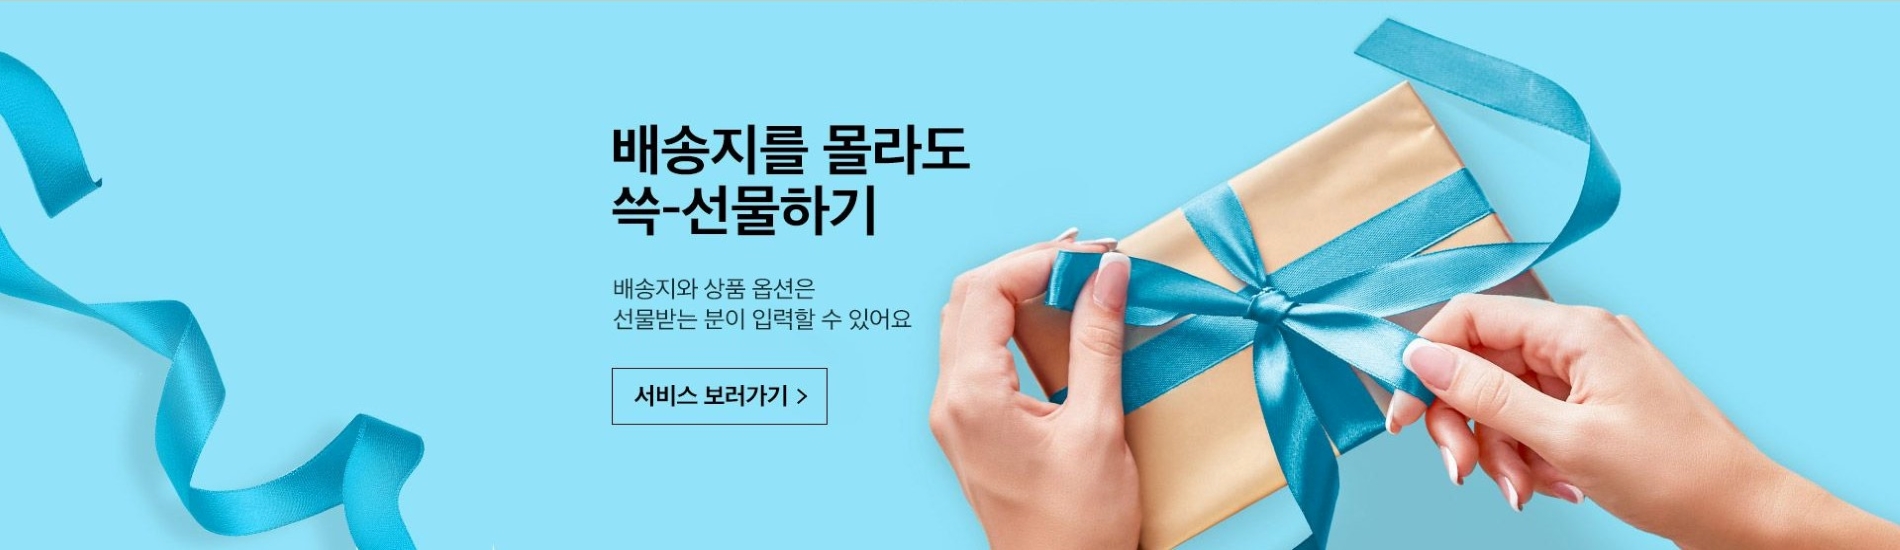 배송지를 몰라도
쓱-선물하기
배송지와 상품 옵션은
선물받는 분이 입력할 수 있어요
서비스 보러가기 >